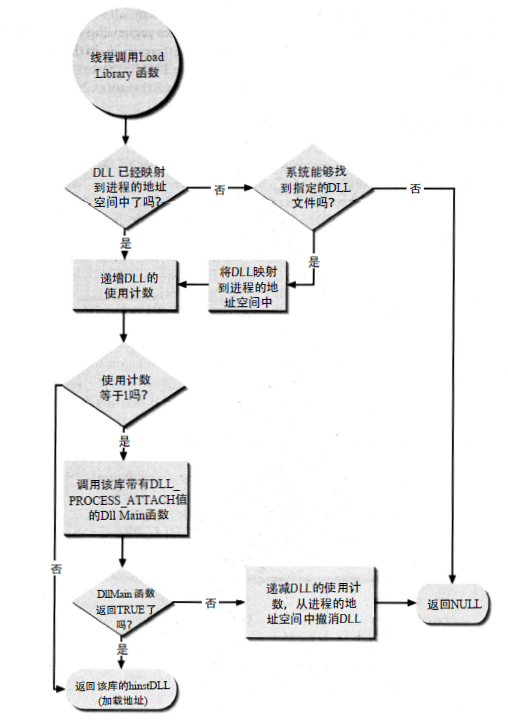 线程调用Load
Library 函数
DLL 已经映射
到进程的地址
空间中了吗?
否
系统能够找
到指定的DLL
文件吗?
否
是
是
递增DLL的
使用计数
将DLL映射
到进程的地
址空间中
使用计数
等于1吗?
是
调用该库带有DLL_
PROCESS_ATTACH值
的Dll Main函数
否
DllMain 函数
返回TRUE了
吗?
否
递减DLL的使用计
数，从进程的地
址空间中撤消DLL
返回NULL
是
返回该库的hinstDLL
(加载地址)